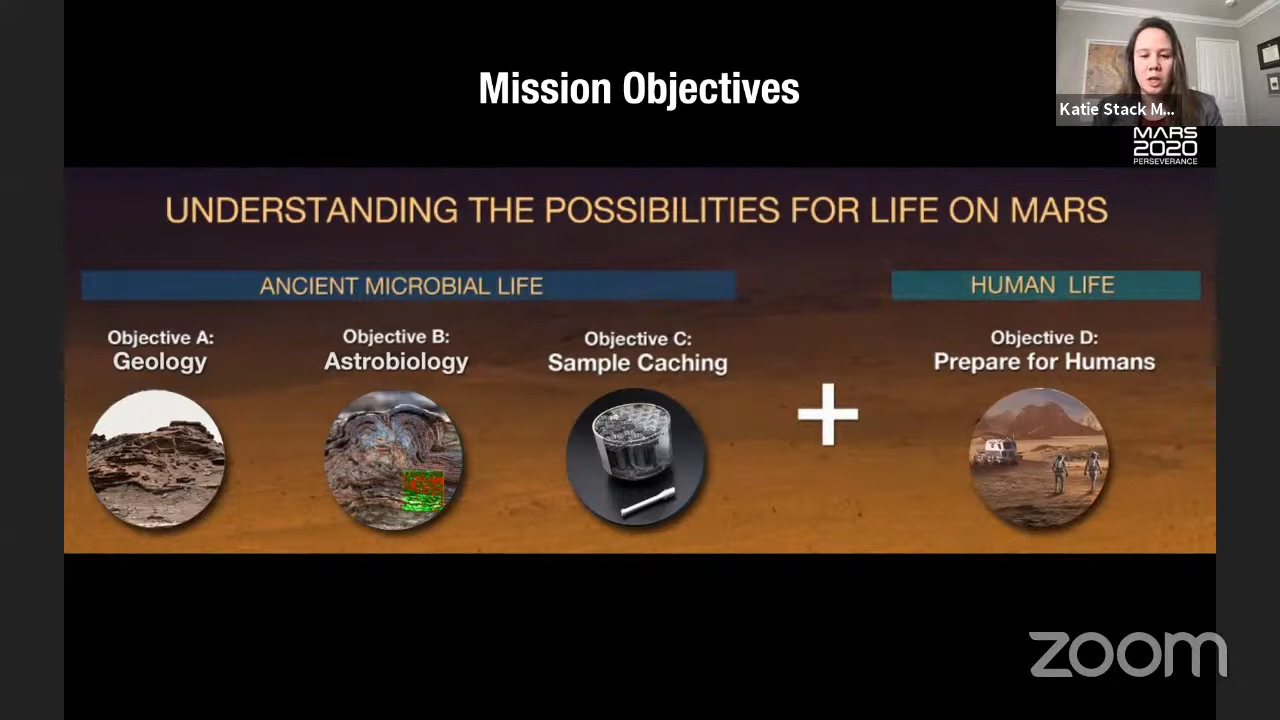 Mission Objectives
Katie Stack M...
MARS
2020
PERSEVERANCE
UNDERSTANDING THE POSSIBILITIES FOR LIFE ON MARS
ANCIENT MICROBIAL LIFE
HUMAN LIFE
Objective A:
Geology
Objective B:
Astrobiology
Objective C:
Sample Caching
Objective D:
Prepare for Humans
zoom